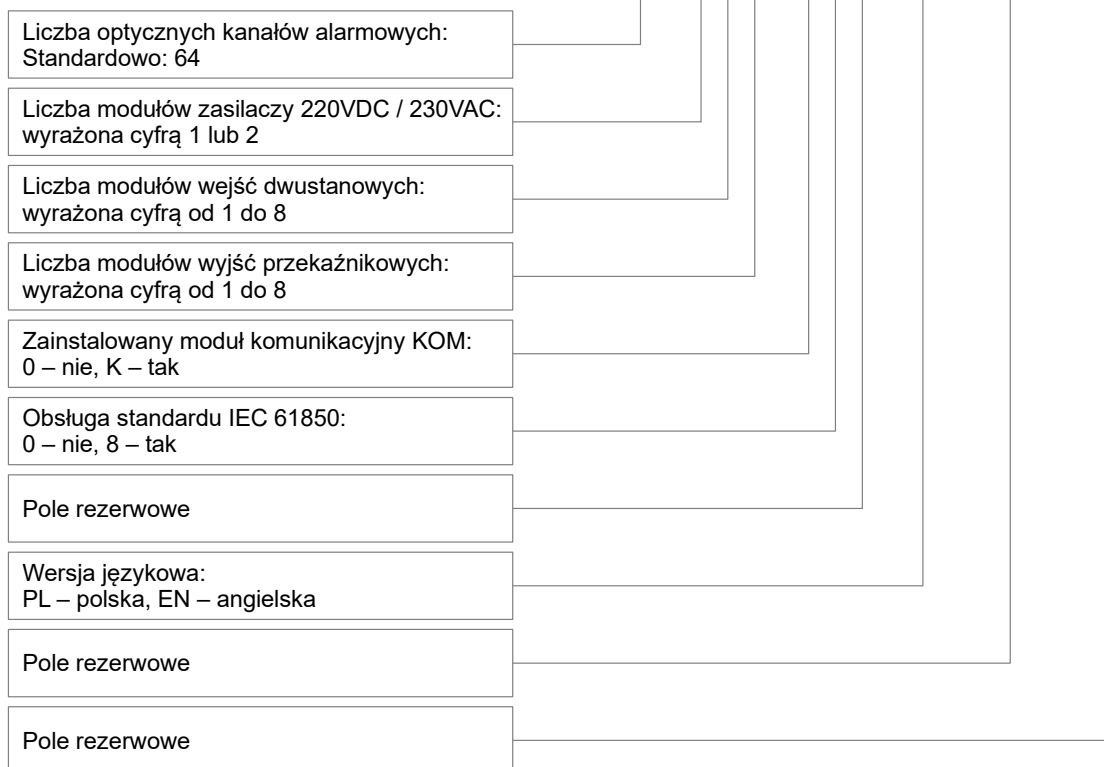 Liczba optycznych kanałów alarmowych:
Standardowo: 64
Liczba modułów zasilaczy 220VDC / 230VAC:
wyrażona cyfrą 1 lub 2
Liczba modułów wejść dwustanowych:
wyrażona cyfrą od 1 do 8
Liczba modułów wyjść przekaźnikowych:
wyrażona cyfrą od 1 do 8
Zainstalowany moduł komunikacyjny KOM:
0 – nie, K – tak
Obsługa standardu IEC 61850:
0 – nie, 8 – tak
Pole rezerwowe
Wersja językowa:
PL – polska, EN – angielska
Pole rezerwowe
Pole rezerwowe